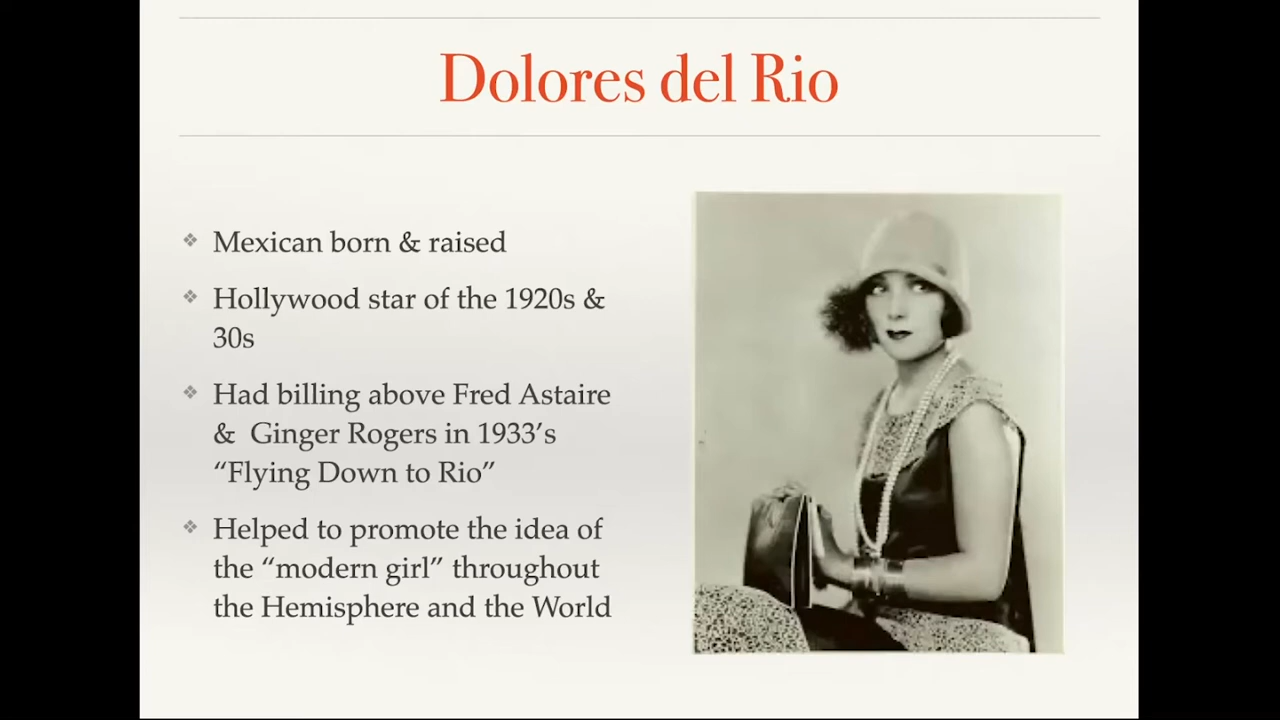 Dolores del Rio
❖ Mexican born & raised
❖ Hollywood star of the 1920s &
30s
❖ Had billing above Fred Astaire
&  Ginger Rogers in 1933’s
“Flying Down to Rio”
❖ Helped to promote the idea of
the “modern girl” throughout
the Hemisphere and the World